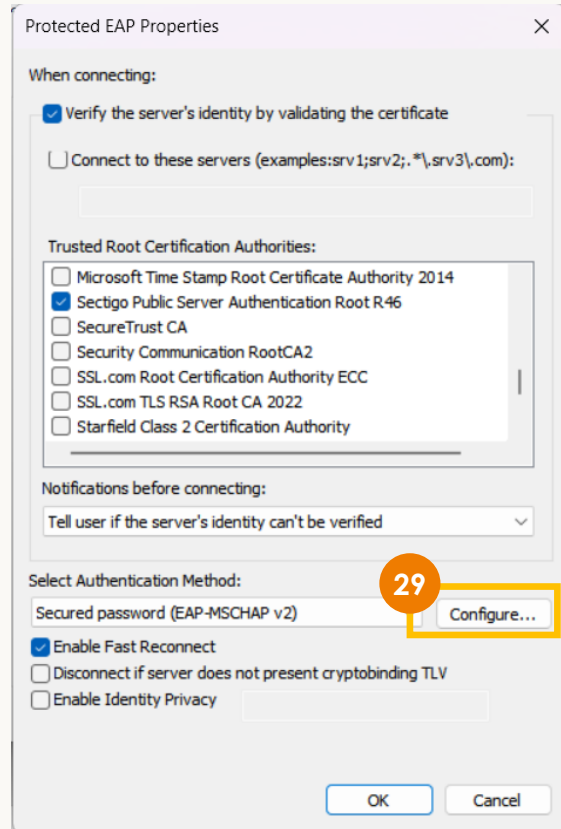 Protected EAP Properties
When connecting:
Verify the server's identity by validating the certificate
Connect to these servers (examples:srv1;srv2;.*\.srv3\.com):
Trusted Root Certification Authorities:
Microsoft Time Stamp Root Certificate Authority 2014
Sectigo Public Server Authentication Root R46
SecureTrust CA
Security Communication RootCA2
SSL.com Root Certification Authority ECC
SSL.com TLS RSA Root CA 2022
Starfield Class 2 Certification Authority
Notifications before connecting:
Tell user if the server's identity can't be verified
Select Authentication Method:
29
Secured password (EAP-MSCHAP v2)
Configure...
Enable Fast Reconnect
Disconnect if server does not present cryptobinding TLV
Enable Identity Privacy
OK
Cancel